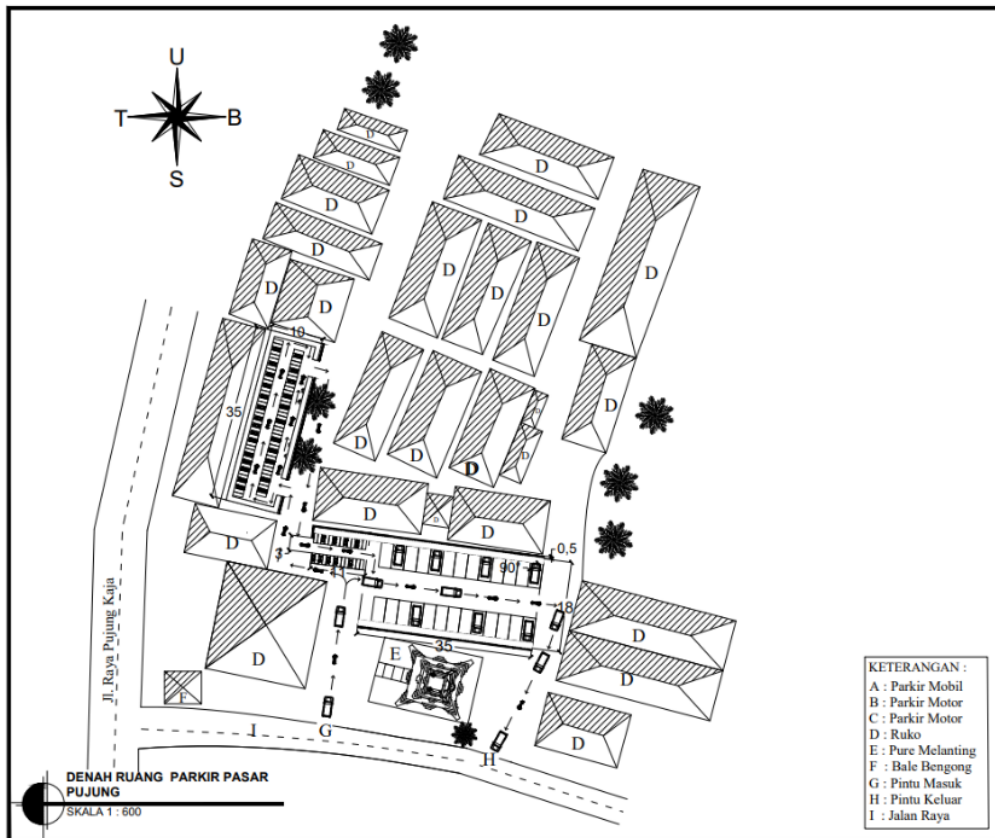 U
T B
S
D
D
D
D
D
D
D
D
D
D
D
D
10
35
D
D
D
D
D
D
D
D
D
D
0,5
90°
18
35
D
D
D
E
F
D
I
G
H
Jl. Raya Pujung Kaja
KETERANGAN :
A : Parkir Mobil
B : Parkir Motor
C : Parkir Motor
D : Ruko
E : Pure Melanting
F : Bale Bengong
G : Pintu Masuk
H : Pintu Keluar
I : Jalan Raya
DENAH RUANG PARKIR PASAR
PUJUNG
SKALA 1 : 600